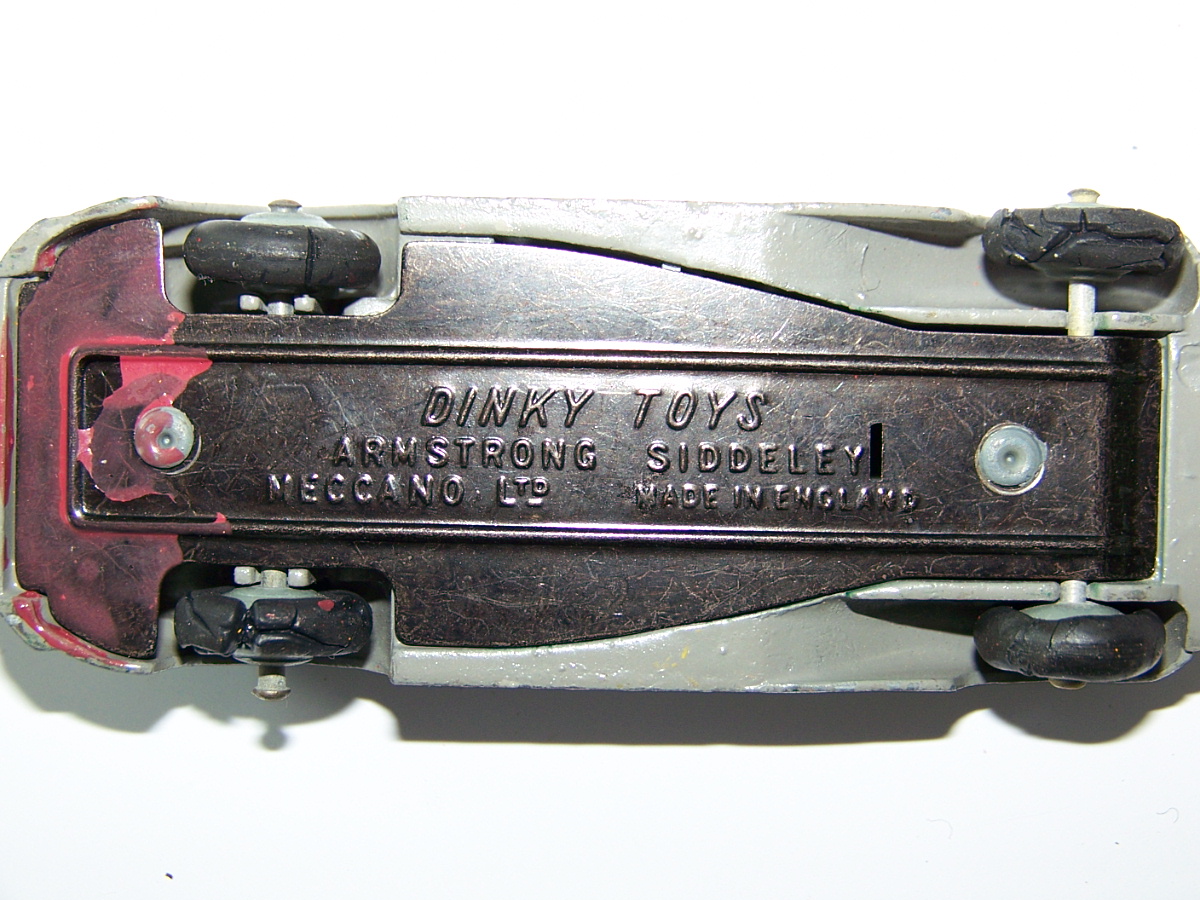 DINKY TOYS
ARMSTRONG SIDDELEY
MECCANO LTD MADE IN ENGLAND